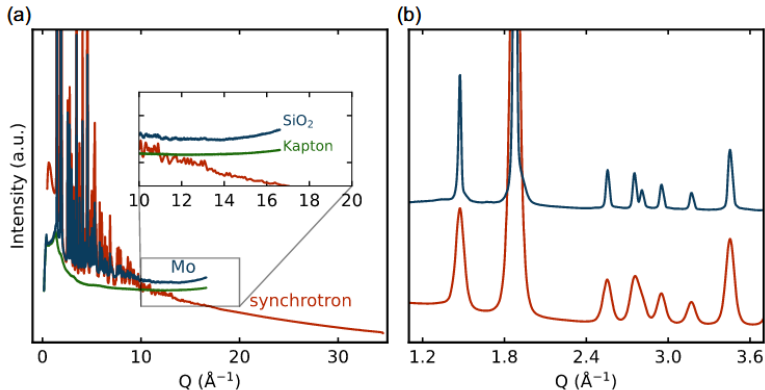 (a)
Intensity (a.u.)
SiO₂
Kapton
10 12 14 16 18 20
Mo
synchrotron
0 10 20 30
Q (Å⁻¹)
(b)
1.2 1.8 2.4 3.0 3.6
Q (Å⁻¹)